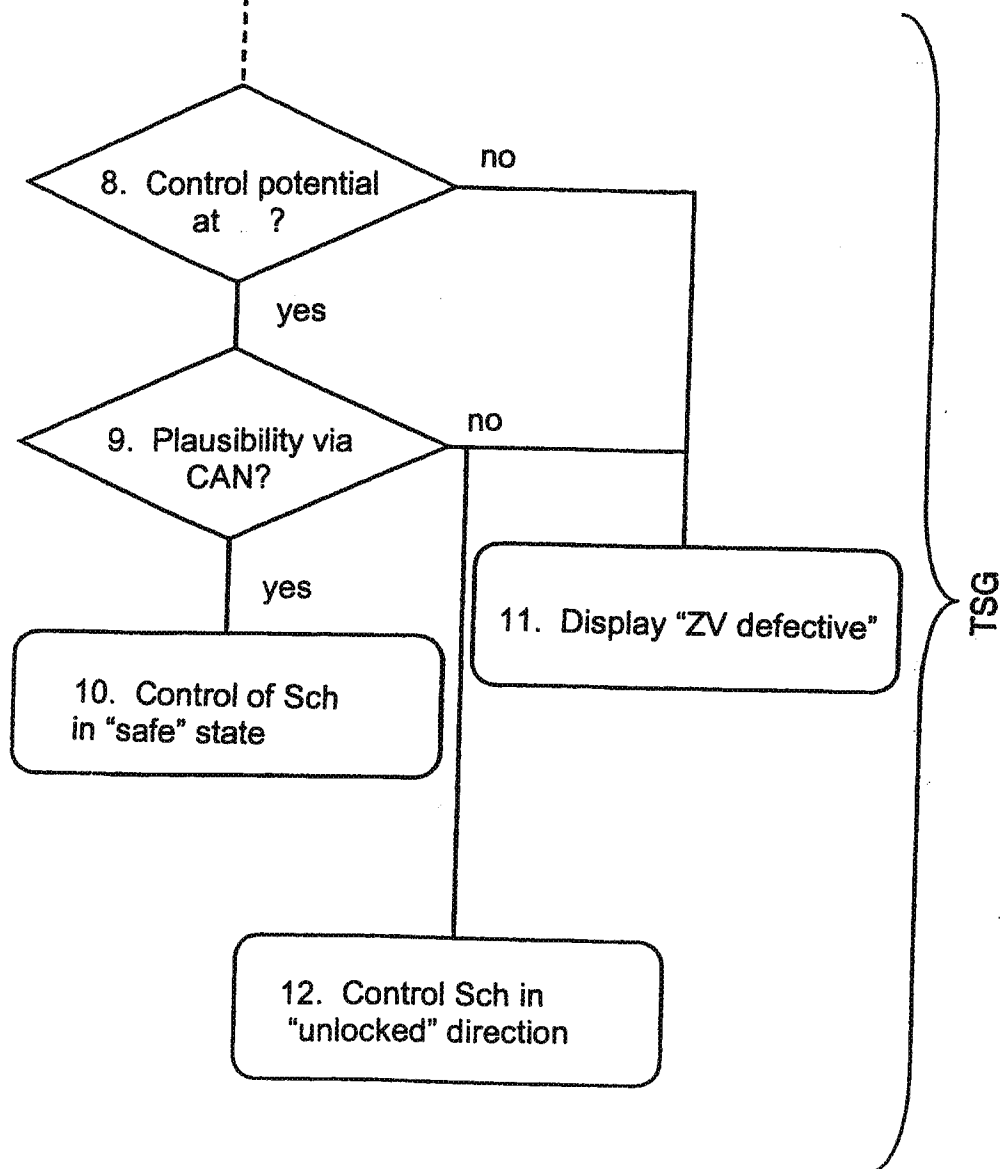 8. Control potential
at ?
no
yes
9. Plausibility via
CAN?
no
yes
10. Control of Sch
in “safe” state
11. Display “ZV defective”
12. Control Sch in
“unlocked” direction
TSG